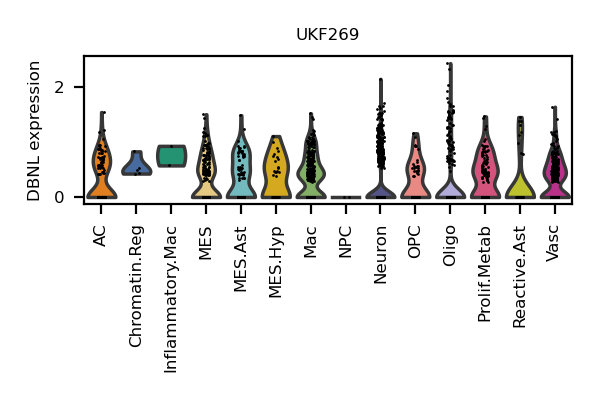 UKF269
DBNL expression
2
0
AC
Chromatin.Reg
Inflammatory.Mac
MES
MES.Ast
MES.Hyp
Mac
NPC
Neuron
OPC
Oligo
Prolif.Metab
Reactive.Ast
Vasc